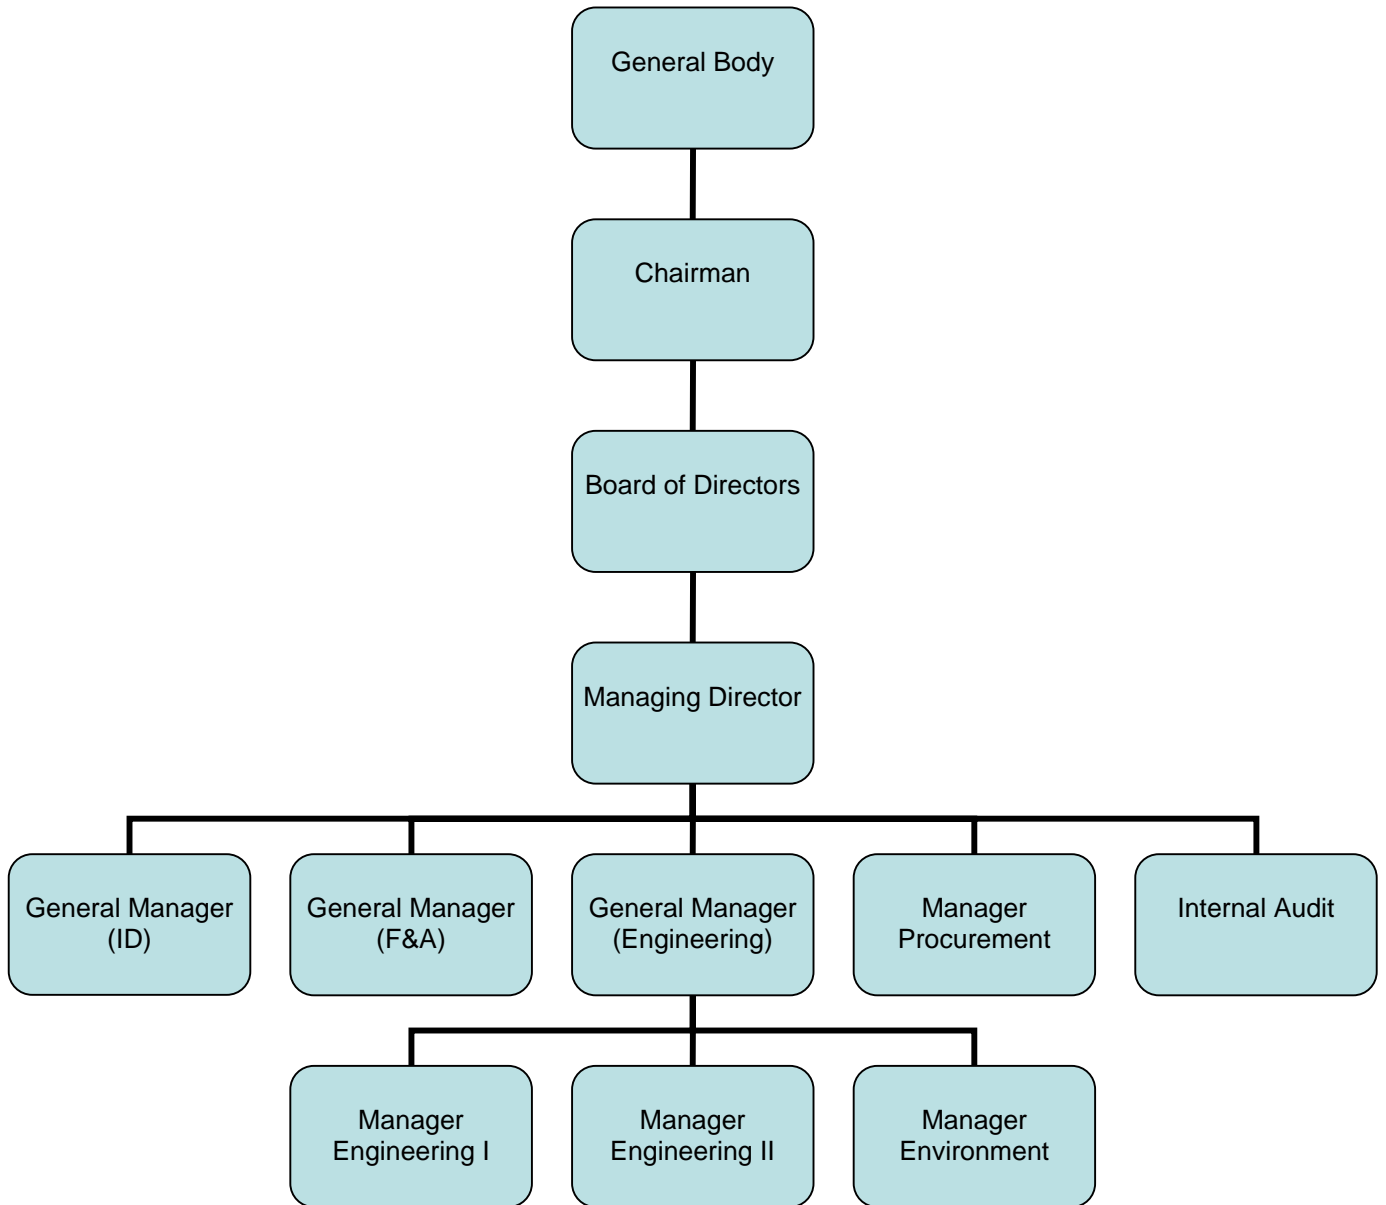 General Body
Chairman
Board of Directors
Managing Director
General Manager
(ID)
General Manager
(F&A)
General Manager
(Engineering)
Manager
Procurement
Internal Audit
Manager
Engineering I
Manager
Engineering II
Manager
Environment